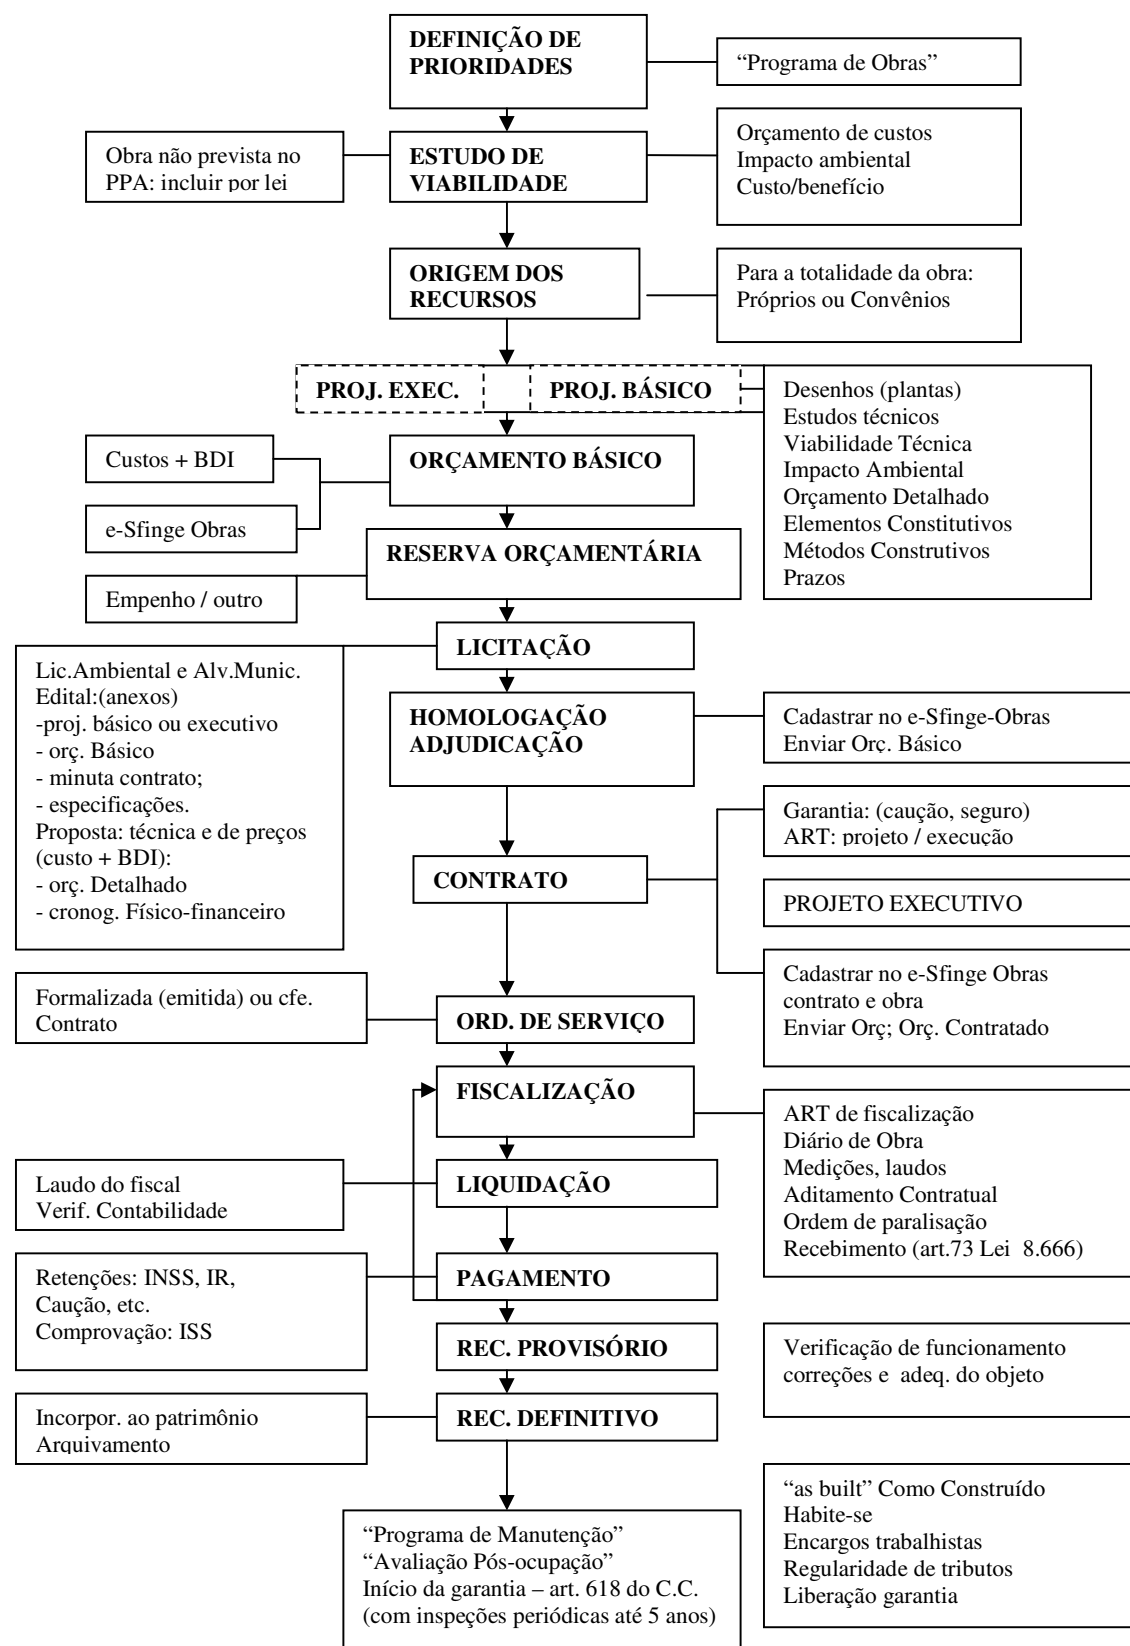 DEFINIÇÃO DE
PRIORIDADES
“Programa de Obras”
Obra não prevista no
PPA: incluir por lei
ESTUDO DE
VIABILIDADE
Orçamento de custos
Impacto ambiental
Custo/benefício
ORIGEM DOS
RECURSOS
Para a totalidade da obra:
Próprios ou Convênios
PROJ. EXEC.
PROJ. BÁSICO
Desenhos (plantas)
Estudos técnicos
Viabilidade Técnica
Impacto Ambiental
Orçamento Detalhado
Elementos Constitutivos
Métodos Construtivos
Prazos
Custos + BDI
e-Sfinge Obras
ORÇAMENTO BÁSICO
RESERVA ORÇAMENTÁRIA
Empenho / outro
LICITAÇÃO
Lic.Ambiental e Alv.Munic.
Edital:(anexos)
-proj. básico ou executivo
- orç. Básico
- minuta contrato;
- especificações.
Proposta: técnica e de preços
(custo + BDI):
- orç. Detalhado
- cronog. Físico-financeiro
HOMOLOGAÇÃO
ADJUDICAÇÃO
Cadastrar no e-Sfinge-Obras
Enviar Orç. Básico
CONTRATO
Garantia: (caução, seguro)
ART: projeto / execução
PROJETO EXECUTIVO
Cadastrar no e-Sfinge Obras
contrato e obra
Enviar Orç; Orç. Contratado
Formalizada (emitida) ou cfe.
Contrato
ORD. DE SERVIÇO
FISCALIZAÇÃO
ART de fiscalização
Diário de Obra
Medições, laudos
Aditamento Contratual
Ordem de paralisação
Recebimento (art.73 Lei 8.666)
Laudo do fiscal
Verif. Contabilidade
LIQUIDAÇÃO
Retenções: INSS, IR,
Caução, etc.
Comprovação: ISS
PAGAMENTO
REC. PROVISÓRIO
Verificação de funcionamento
correções e adeq. do objeto
Incorpor. ao patrimônio
Arquivamento
REC. DEFINITIVO
“as built” Como Construído
Habite-se
Encargos trabalhistas
Regularidade de tributos
Liberação garantia
“Programa de Manutenção”
“Avaliação Pós-ocupação”
Início da garantia – art. 618 do C.C.
(com inspeções periódicas até 5 anos)